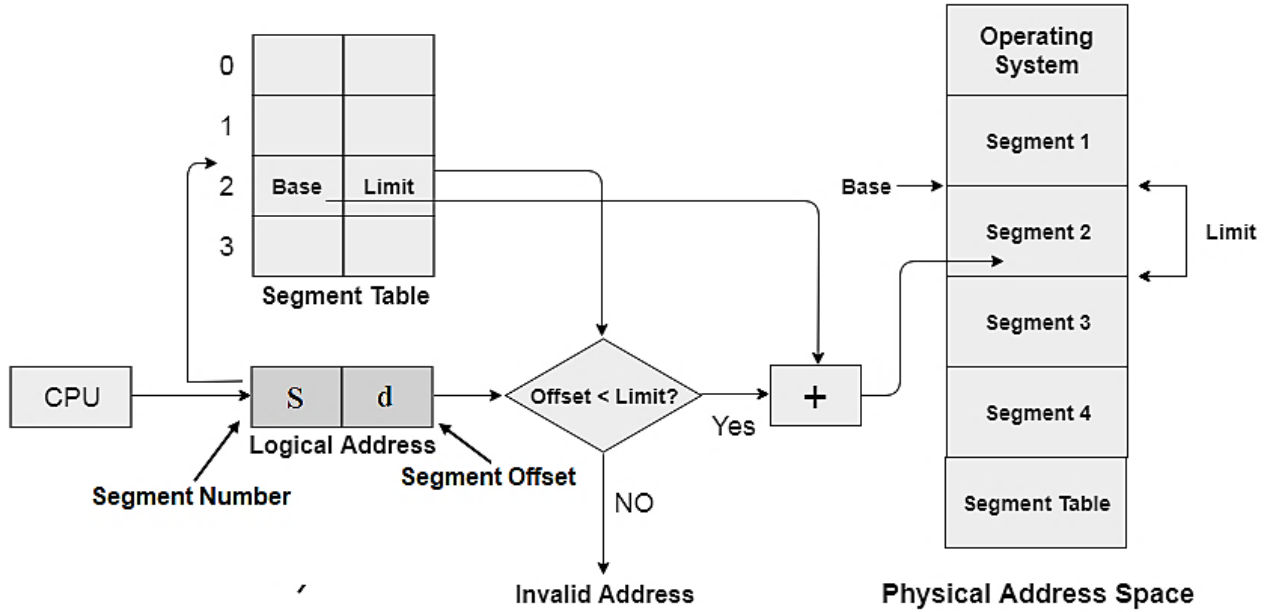 0
1
2
3
Base
Limit
Segment Table
CPU
S
d
Logical Address
Segment Number
Segment Offset
Offset < Limit?
Yes
+
NO
Invalid Address
Operating
System
Segment 1
Base
Segment 2
Limit
Segment 3
Segment 4
Segment Table
Physical Address Space